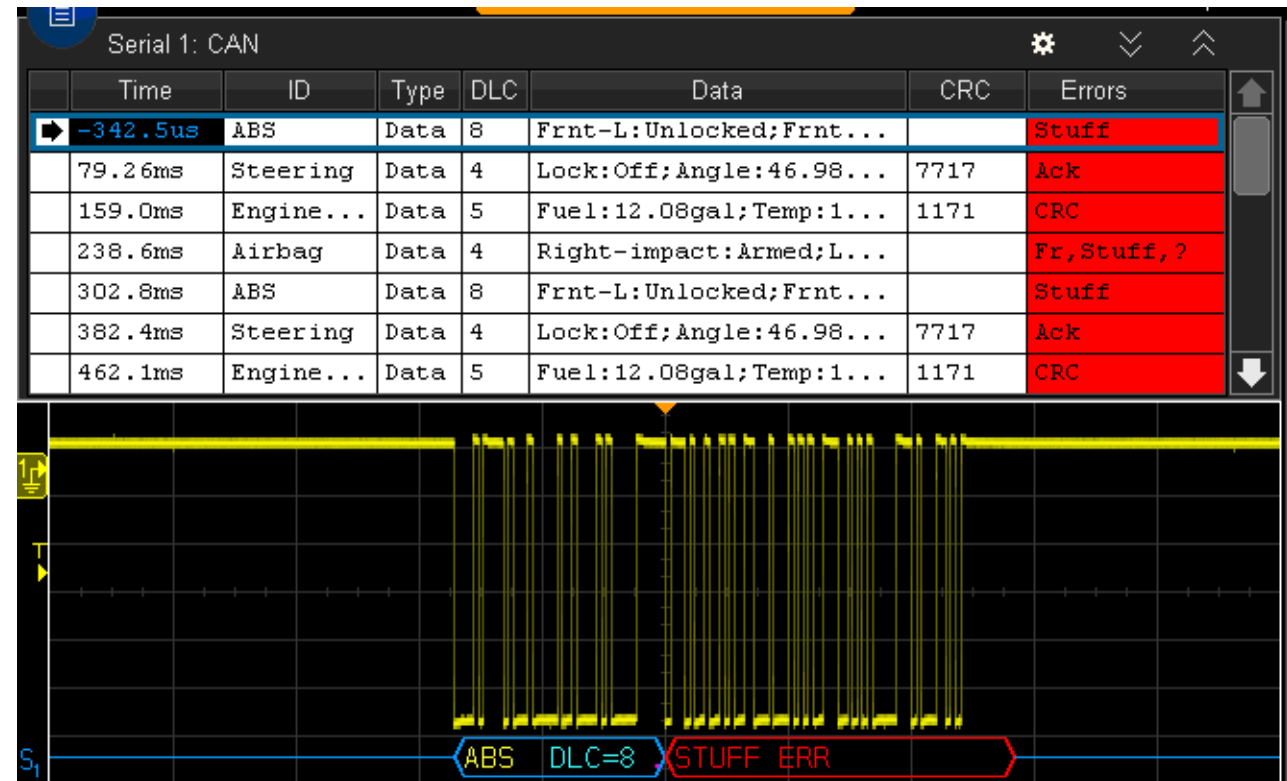 Serial 1: CAN
Time ID Type DLC Data CRC Errors
-342.5us ABS Data 8 Frnt-L:Unlocked;Frnt... Stuff
79.26ms Steering Data 4 Lock:Off;Angle:46.98... 7717 Ack
159.0ms Engine... Data 5 Fuel:12.08gal;Temp:1... 1171 CRC
238.6ms Airbag Data 4 Right-impact:Armed;L... Fr,Stuff,?
302.8ms ABS Data 8 Frnt-L:Unlocked;Frnt... Stuff
382.4ms Steering Data 4 Lock:Off;Angle:46.98... 7717 Ack
462.1ms Engine... Data 5 Fuel:12.08gal;Temp:1... 1171 CRC
1
T
S1 ABS DLC=8 STUFF ERR